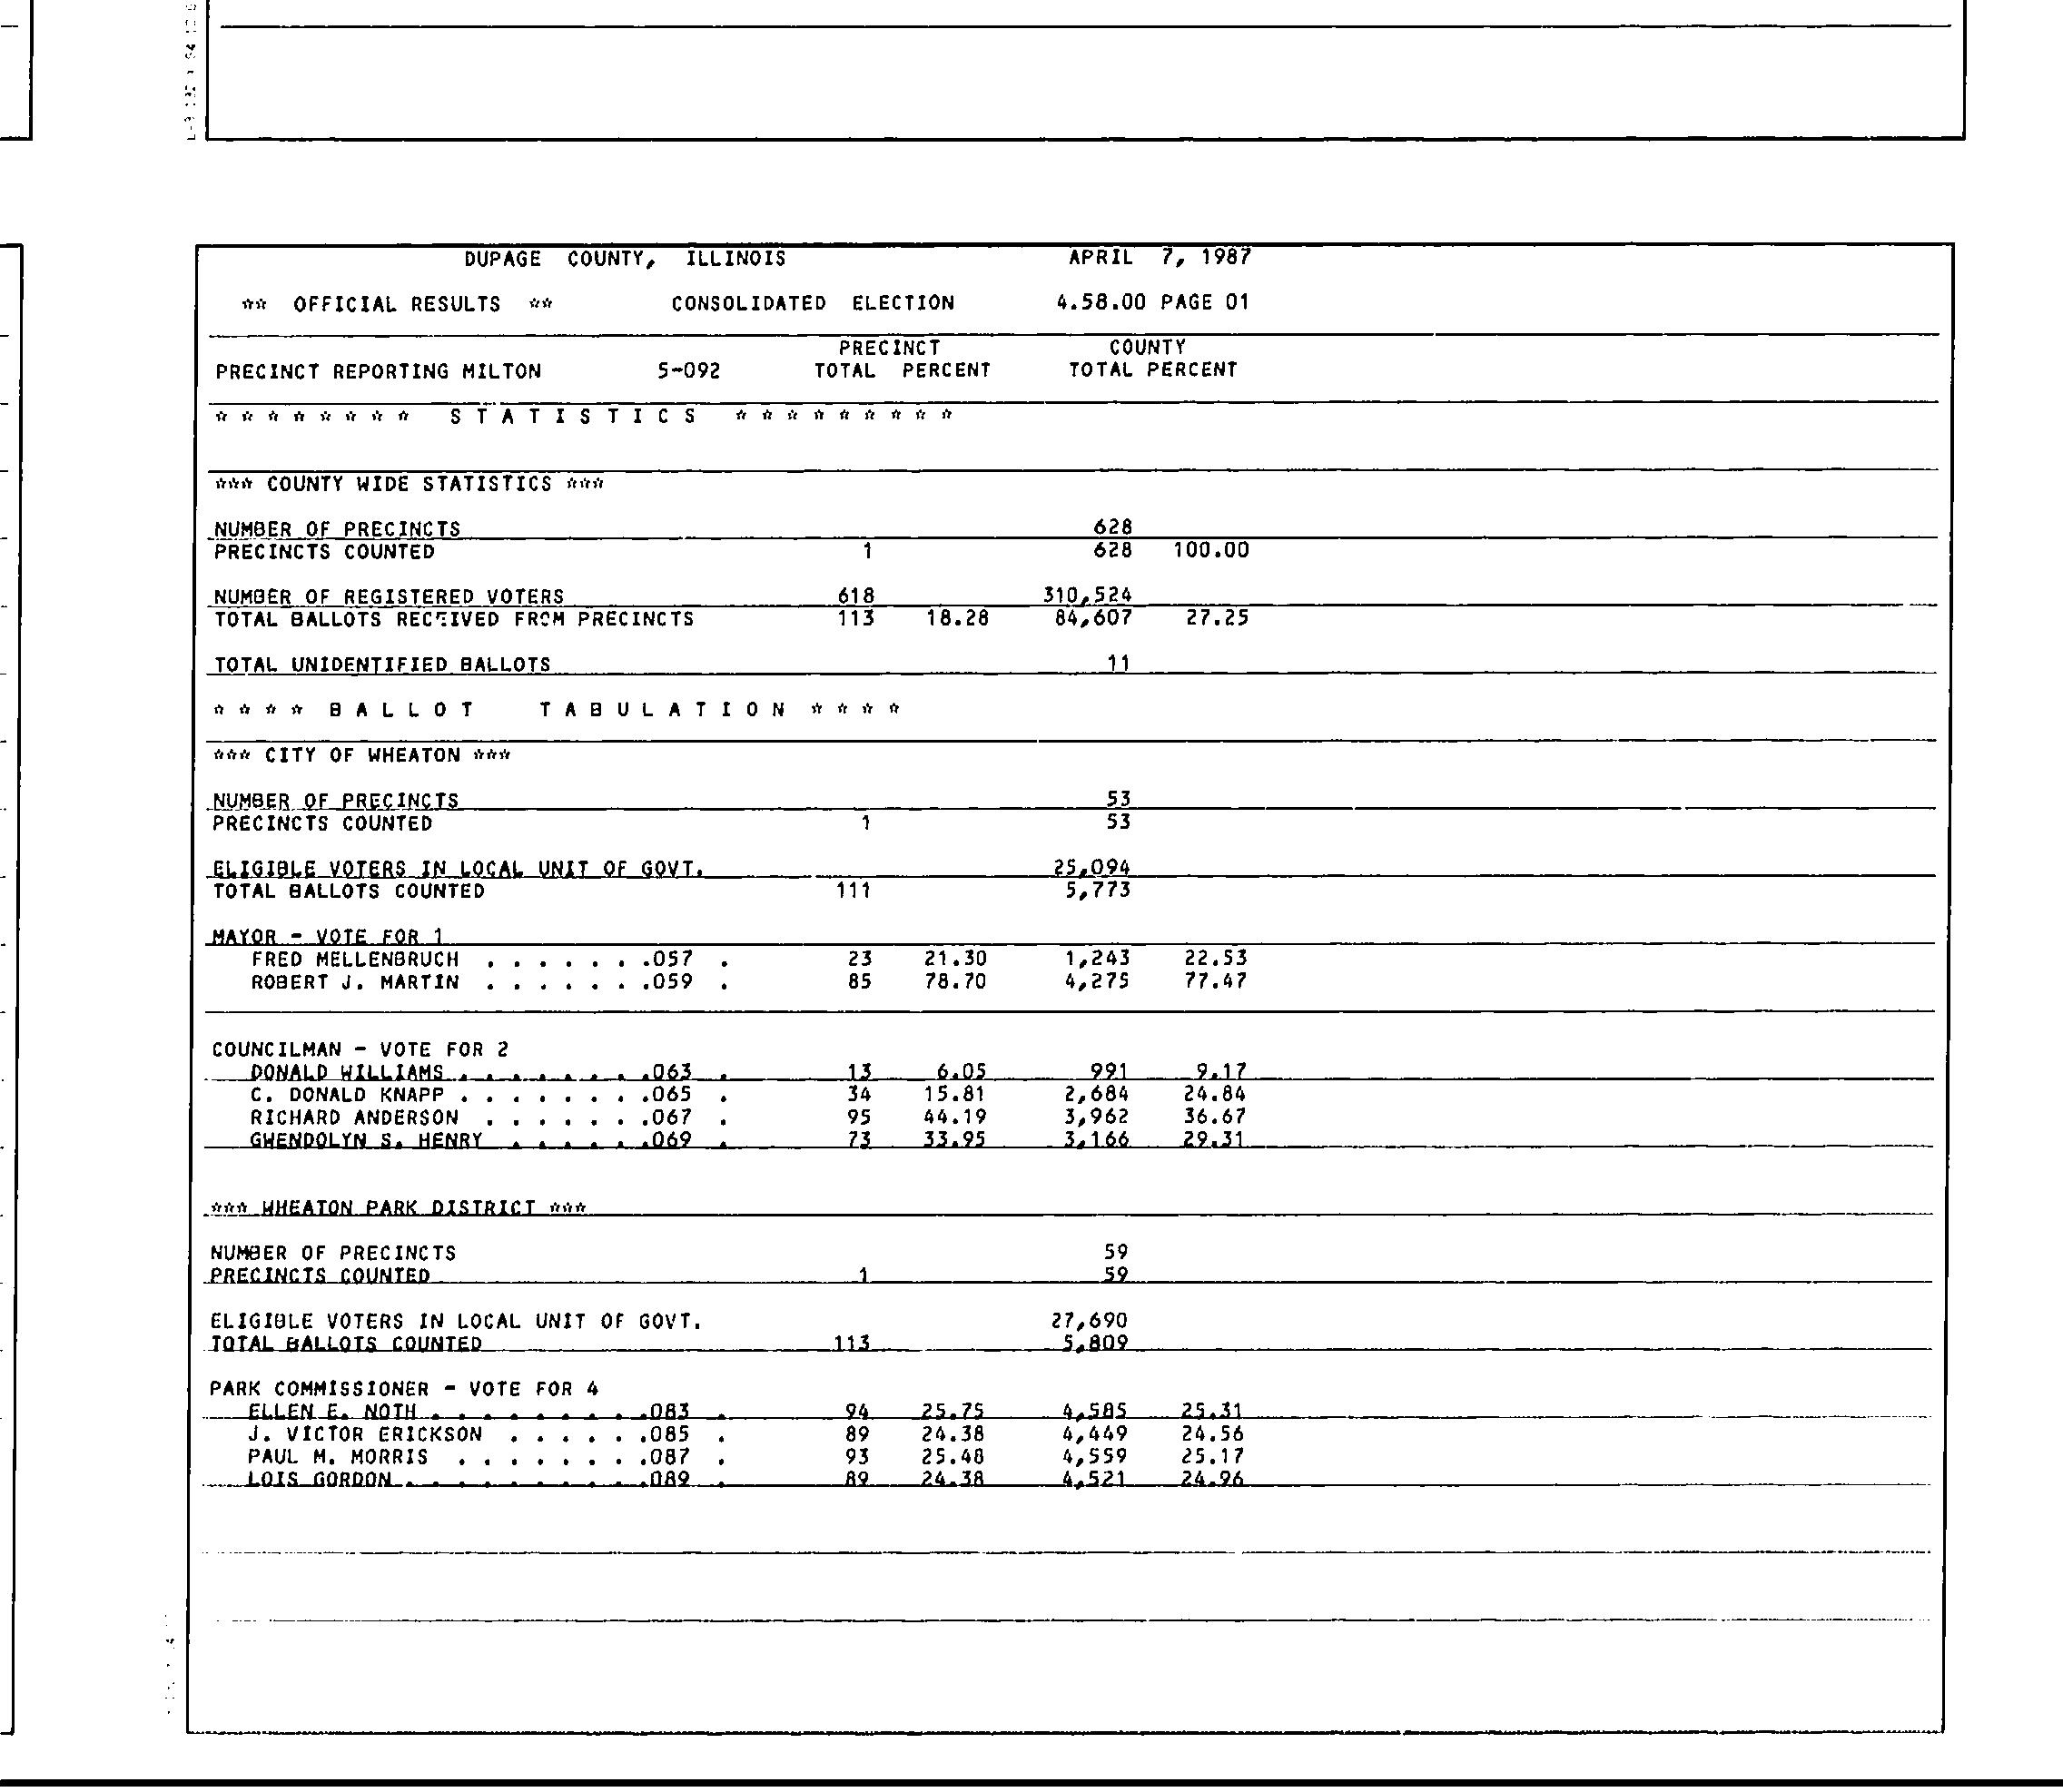 DUPAGE COUNTY, ILLINOIS APRIL 7, 1987
** OFFICIAL RESULTS ** CONSOLIDATED ELECTION 4.58.00 PAGE 01
PRECINCT COUNTY
PRECINCT REPORTING MILTON 5-092 TOTAL PERCENT TOTAL PERCENT
* * * * * * * * S T A T I S T I C S * * * * * * * * *
*** COUNTY WIDE STATISTICS ***
NUMBER OF PRECINCTS 628
PRECINCTS COUNTED 1 628 100.00
NUMBER OF REGISTERED VOTERS 618 310,524
TOTAL BALLOTS RECEIVED FROM PRECINCTS 113 18.28 84,607 27.25
TOTAL UNIDENTIFIED BALLOTS 11
* * * * B A L L O T T A B U L A T I O N * * * *
*** CITY OF WHEATON ***
NUMBER OF PRECINCTS 53
PRECINCTS COUNTED 1 53
ELIGIBLE VOTERS IN LOCAL UNIT OF GOVT. 25,094
TOTAL BALLOTS COUNTED 111 5,773
MAYOR - VOTE FOR 1
FRED MELLENBRUCH . . . . . . .057 . 23 21.30 1,243 22.53
ROBERT J. MARTIN . . . . . . .059 . 85 78.70 4,275 77.47
COUNCILMAN - VOTE FOR 2
DONALD WILLIAMS . . . . . . . .063 . 13 6.05 991 9.17
C. DONALD KNAPP . . . . . . . .065 . 34 15.81 2,684 24.84
RICHARD ANDERSON . . . . . . .067 . 95 44.19 3,962 36.67
GWENDOLYN S. HENRY . . . . . .069 . 73 33.95 3,166 29.31
*** WHEATON PARK DISTRICT ***
NUMBER OF PRECINCTS 59
PRECINCTS COUNTED 1 59
ELIGIBLE VOTERS IN LOCAL UNIT OF GOVT. 27,690
TOTAL BALLOTS COUNTED 113 5,809
PARK COMMISSIONER - VOTE FOR 4
ELLEN E. NOTH . . . . . . . . .083 . 94 25.75 4,585 25.31
J. VICTOR ERICKSON . . . . . .085 . 89 24.38 4,449 24.56
PAUL M. MORRIS . . . . . . . .087 . 93 25.48 4,559 25.17
LOIS GORDON . . . . . . . . . .089 . 89 24.38 4,521 24.96